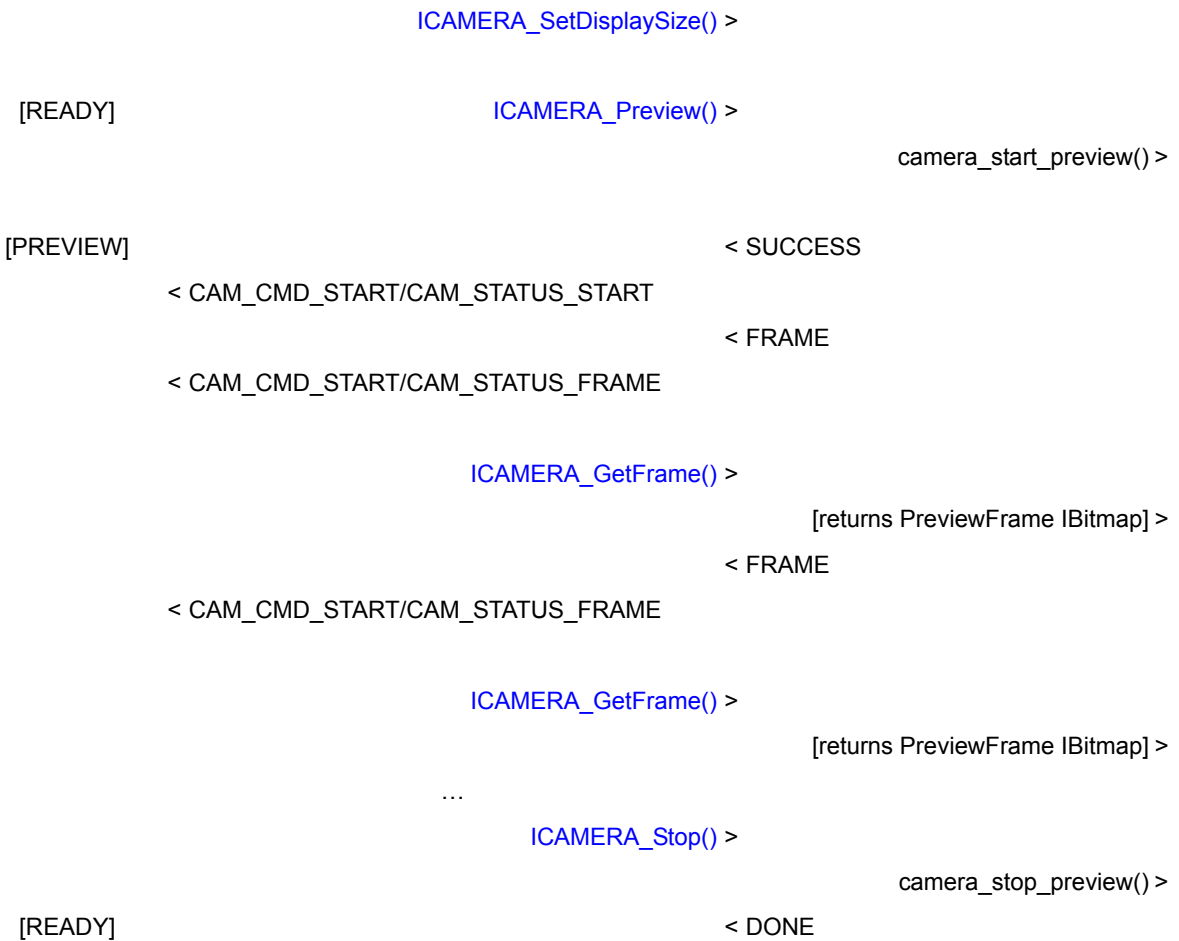 ICAMERA_SetDisplaySize() >
[READY] ICAMERA_Preview() >
camera_start_preview() >
[PREVIEW] < SUCCESS
< CAM_CMD_START/CAM_STATUS_START
< FRAME
< CAM_CMD_START/CAM_STATUS_FRAME
ICAMERA_GetFrame() >
[returns PreviewFrame IBitmap] >
< FRAME
< CAM_CMD_START/CAM_STATUS_FRAME
ICAMERA_GetFrame() >
[returns PreviewFrame IBitmap] >
…
ICAMERA_Stop() >
camera_stop_preview() >
[READY] < DONE